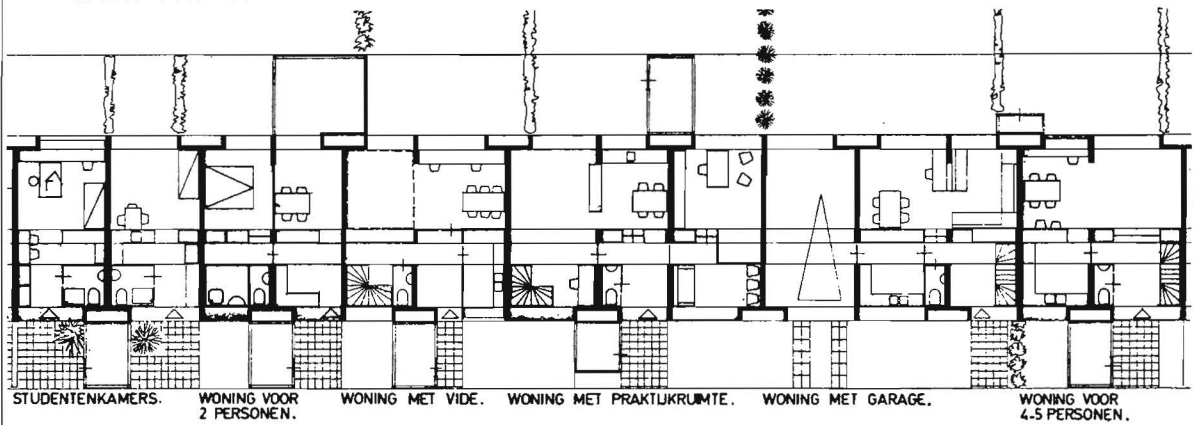 STUDENTENKAMERS.
WONING VOOR
2 PERSONEN.
WONING MET VIDE.
WONING MET PRAKTIJKRUIMTE.
WONING MET GARAGE.
WONING VOOR
4-5 PERSONEN.